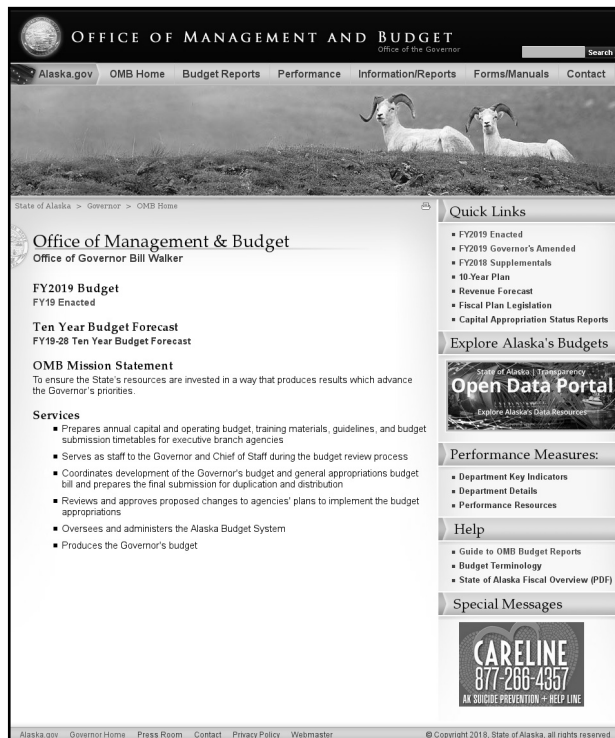 OFFICE OF MANAGEMENT AND BUDGET
Office of the Governor
Search
Alaska.gov OMB Home Budget Reports Performance Information/Reports Forms/Manuals Contact
State of Alaska > Governor > OMB Home
Office of Management & Budget
Office of Governor Bill Walker
FY2019 Budget
FY19 Enacted
Ten Year Budget Forecast
FY19-28 Ten Year Budget Forecast
OMB Mission Statement
To ensure the State's resources are invested in a way that produces results which advance
the Governor's priorities.
Services
Prepares annual capital and operating budget, training materials, guidelines, and budget
submission timetables for executive branch agencies
Serves as staff to the Governor and Chief of Staff during the budget review process
Coordinates development of the Governor's budget and general appropriations budget
bill and prepares the final submission for duplication and distribution
Reviews and approves proposed changes to agencies' plans to implement the budget
appropriations
Oversees and administers the Alaska Budget System
Produces the Governor's budget
Quick Links
FY2019 Enacted
FY2019 Governor's Amended
FY2018 Supplementals
10-Year Plan
Revenue Forecast
Fiscal Plan Legislation
Capital Appropriation Status Reports
Explore Alaska's Budgets
State of Alaska | Transparency
Open Data Portal
Explore Alaska's Data Resources
Performance Measures:
Department Key Indicators
Department Details
Performance Resources
Help
Guide to OMB Budget Reports
Budget Terminology
State of Alaska Fiscal Overview (PDF)
Special Messages
CARELINE
877-266-4357
AK SUICIDE PREVENTION + HELP LINE
Alaska.gov Governor Home Press Room Contact Privacy Policy Webmaster © Copyright 2018, State of Alaska, all rights reserved